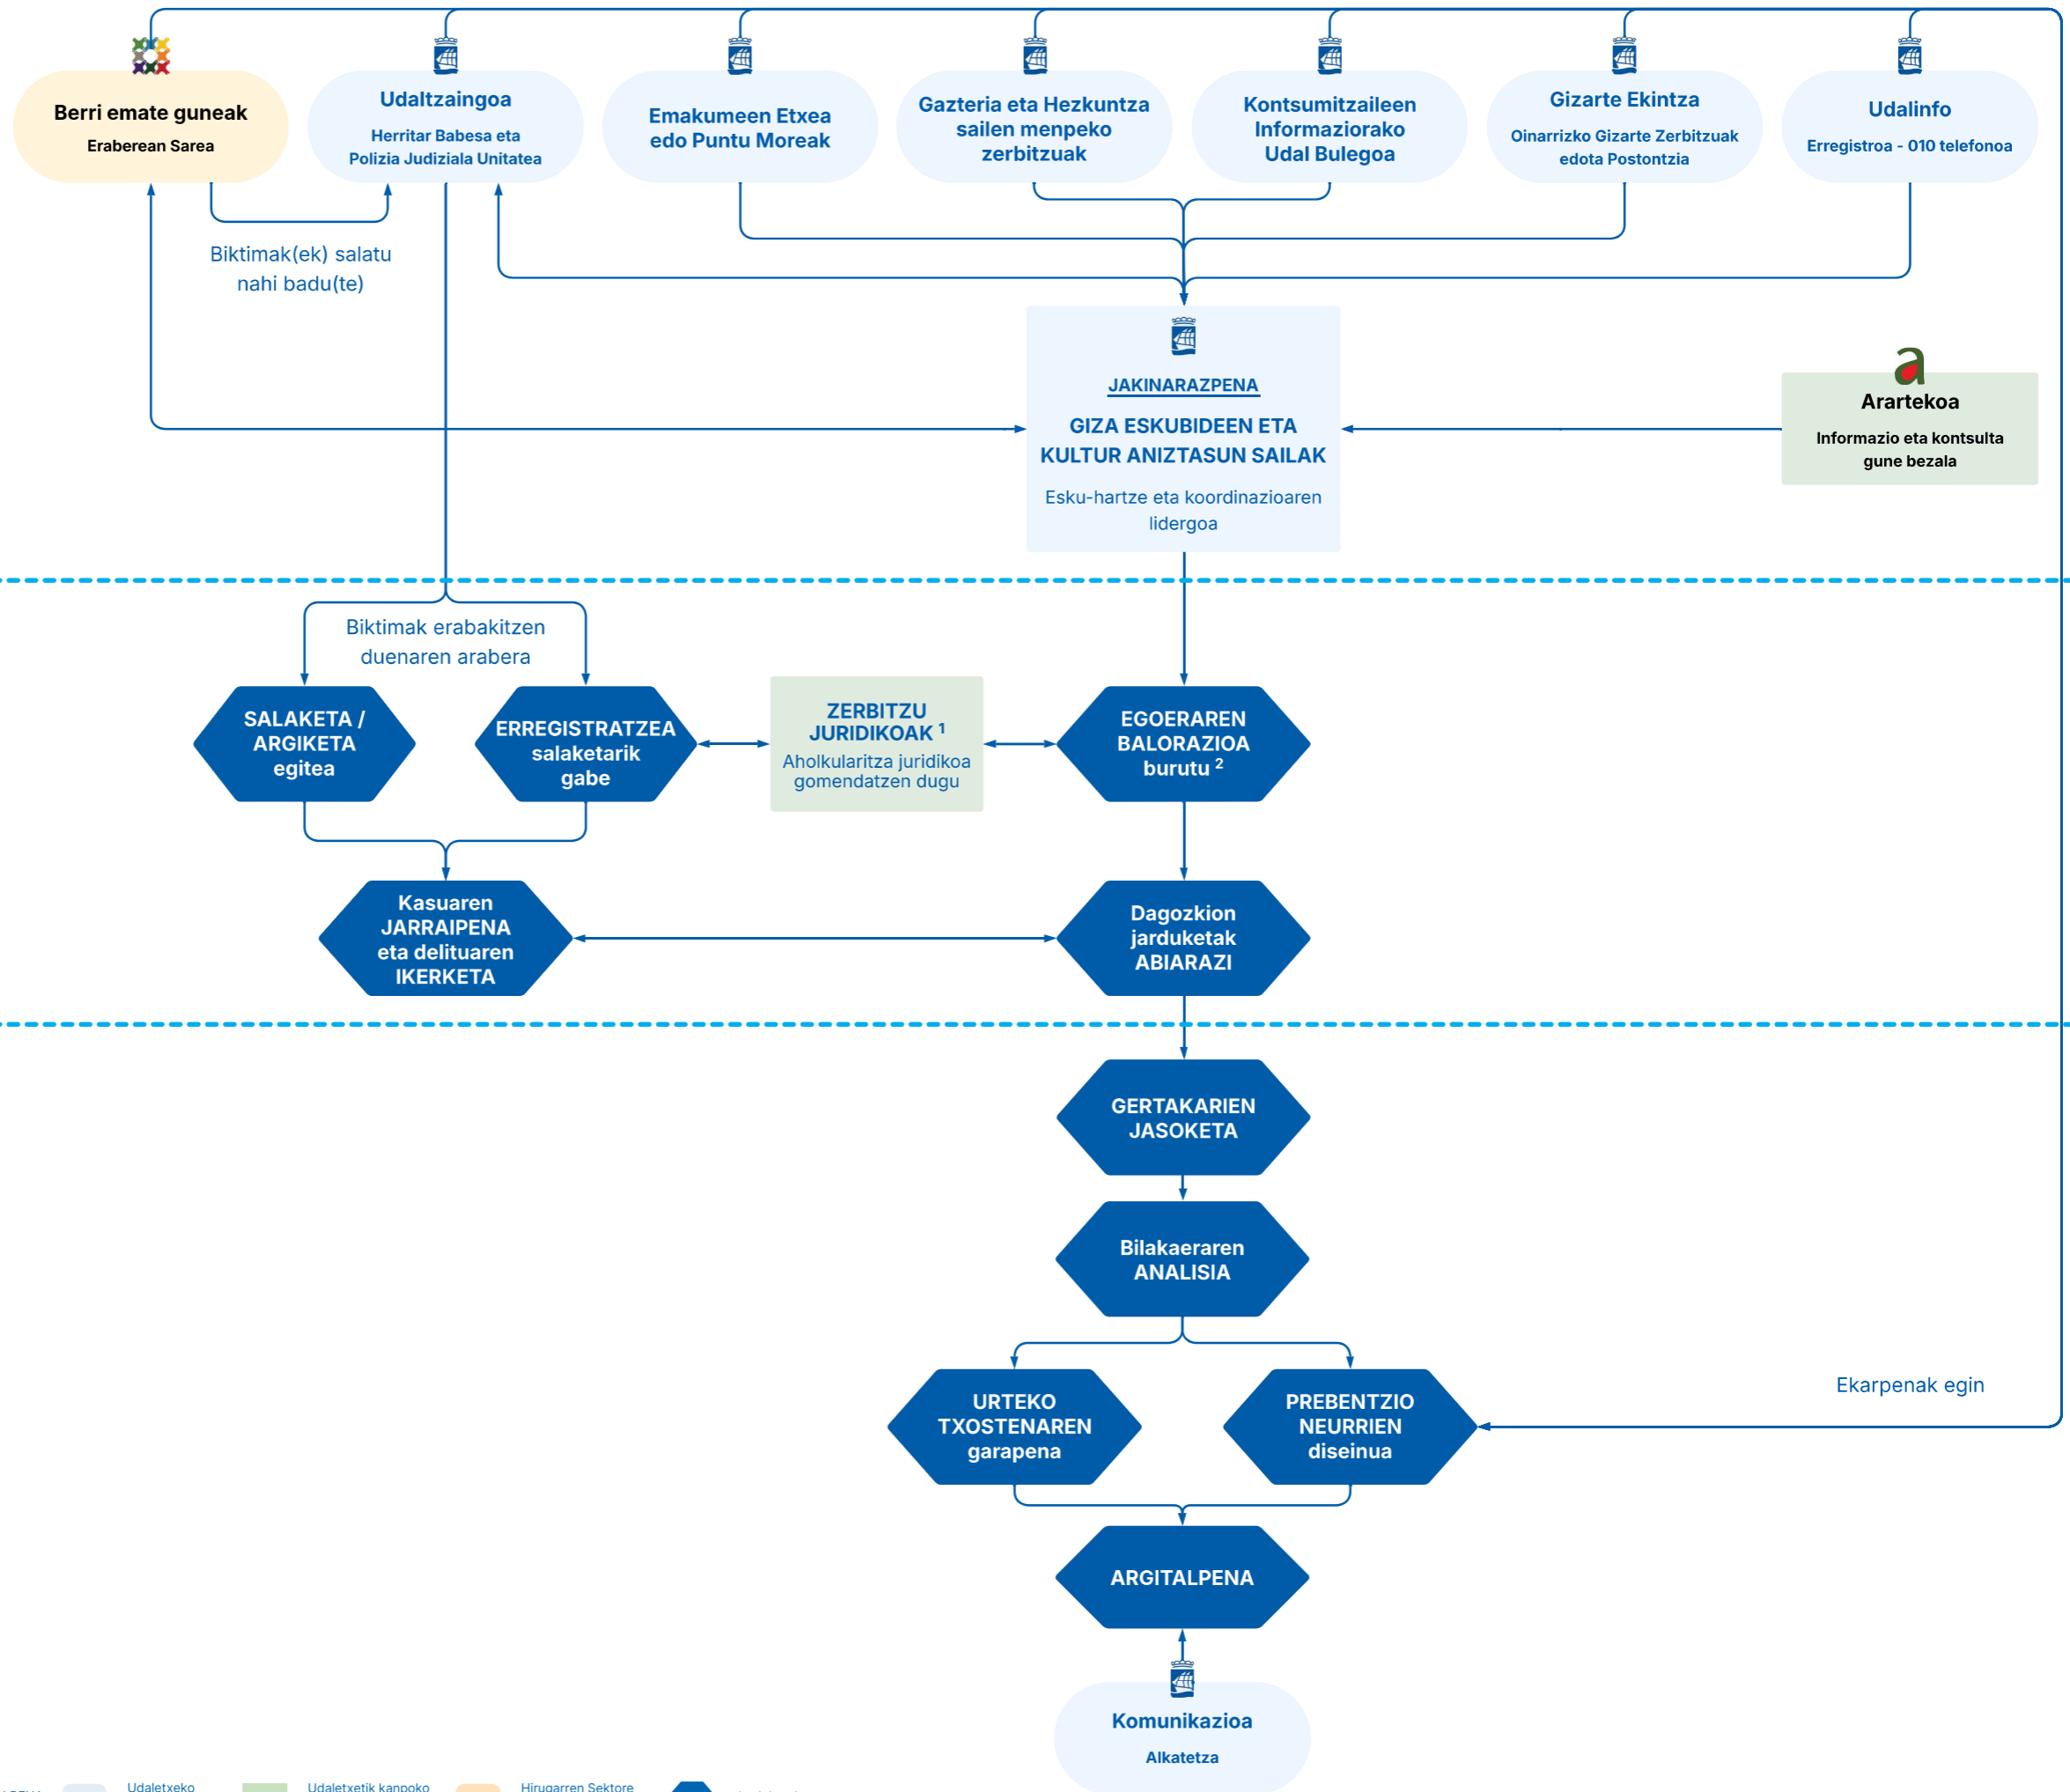 Berri emate guneak
Eraberean Sarea
Udaltzaingoa
Herritar Babesa eta
Polizia Judiziala Unitatea
Emakumeen Etxea
edo Puntu Moreak
Gazteria eta Hezkuntza
sailen menpeko
zerbitzuak
Kontsumitzaileen
Informaziorako
Udal Bulegoa
Gizarte Ekintza
Oinarrizko Gizarte Zerbitzuak
edota Postontzia
Udalinfo
Erregistroa - 010 telefonoa
Biktimak(ek) salatu
nahi badu(te)
JAKINARAZPENA
GIZA ESKUBIDEEN ETA
KULTUR ANIZTASUN SAILAK
Esku-hartze eta koordinazioaren
lidergoa
a
Arartekoa
Informazio eta kontsulta
gune bezala
Biktimak erabakitzen
duenaren arabera
SALAKETA /
ARGIKETA
egitea
ERREGISTRATZEA
salaketarik
gabe
ZERBITZU
JURIDIKOAK 1
Aholkularitza juridikoa
gomendatzen dugu
EGOERAREN
BALORAZIOA
burutu 2
Kasuaren
JARRAIPENA
eta delituaren
IKERKETA
Dagozkion
jarduketak
ABIARAZI
GERTAKARIEN
JASOKETA
Bilakaeraren
ANALISIA
URTEKO
TXOSTENAREN
garapena
PREBENTZIO
NEURRIEN
diseinua
Ekarpenak egin
ARGITALPENA
Komunikazioa
Alkatetza
Udaletxeko
Udaletxetik kanpoko
Hirugarren Sektore